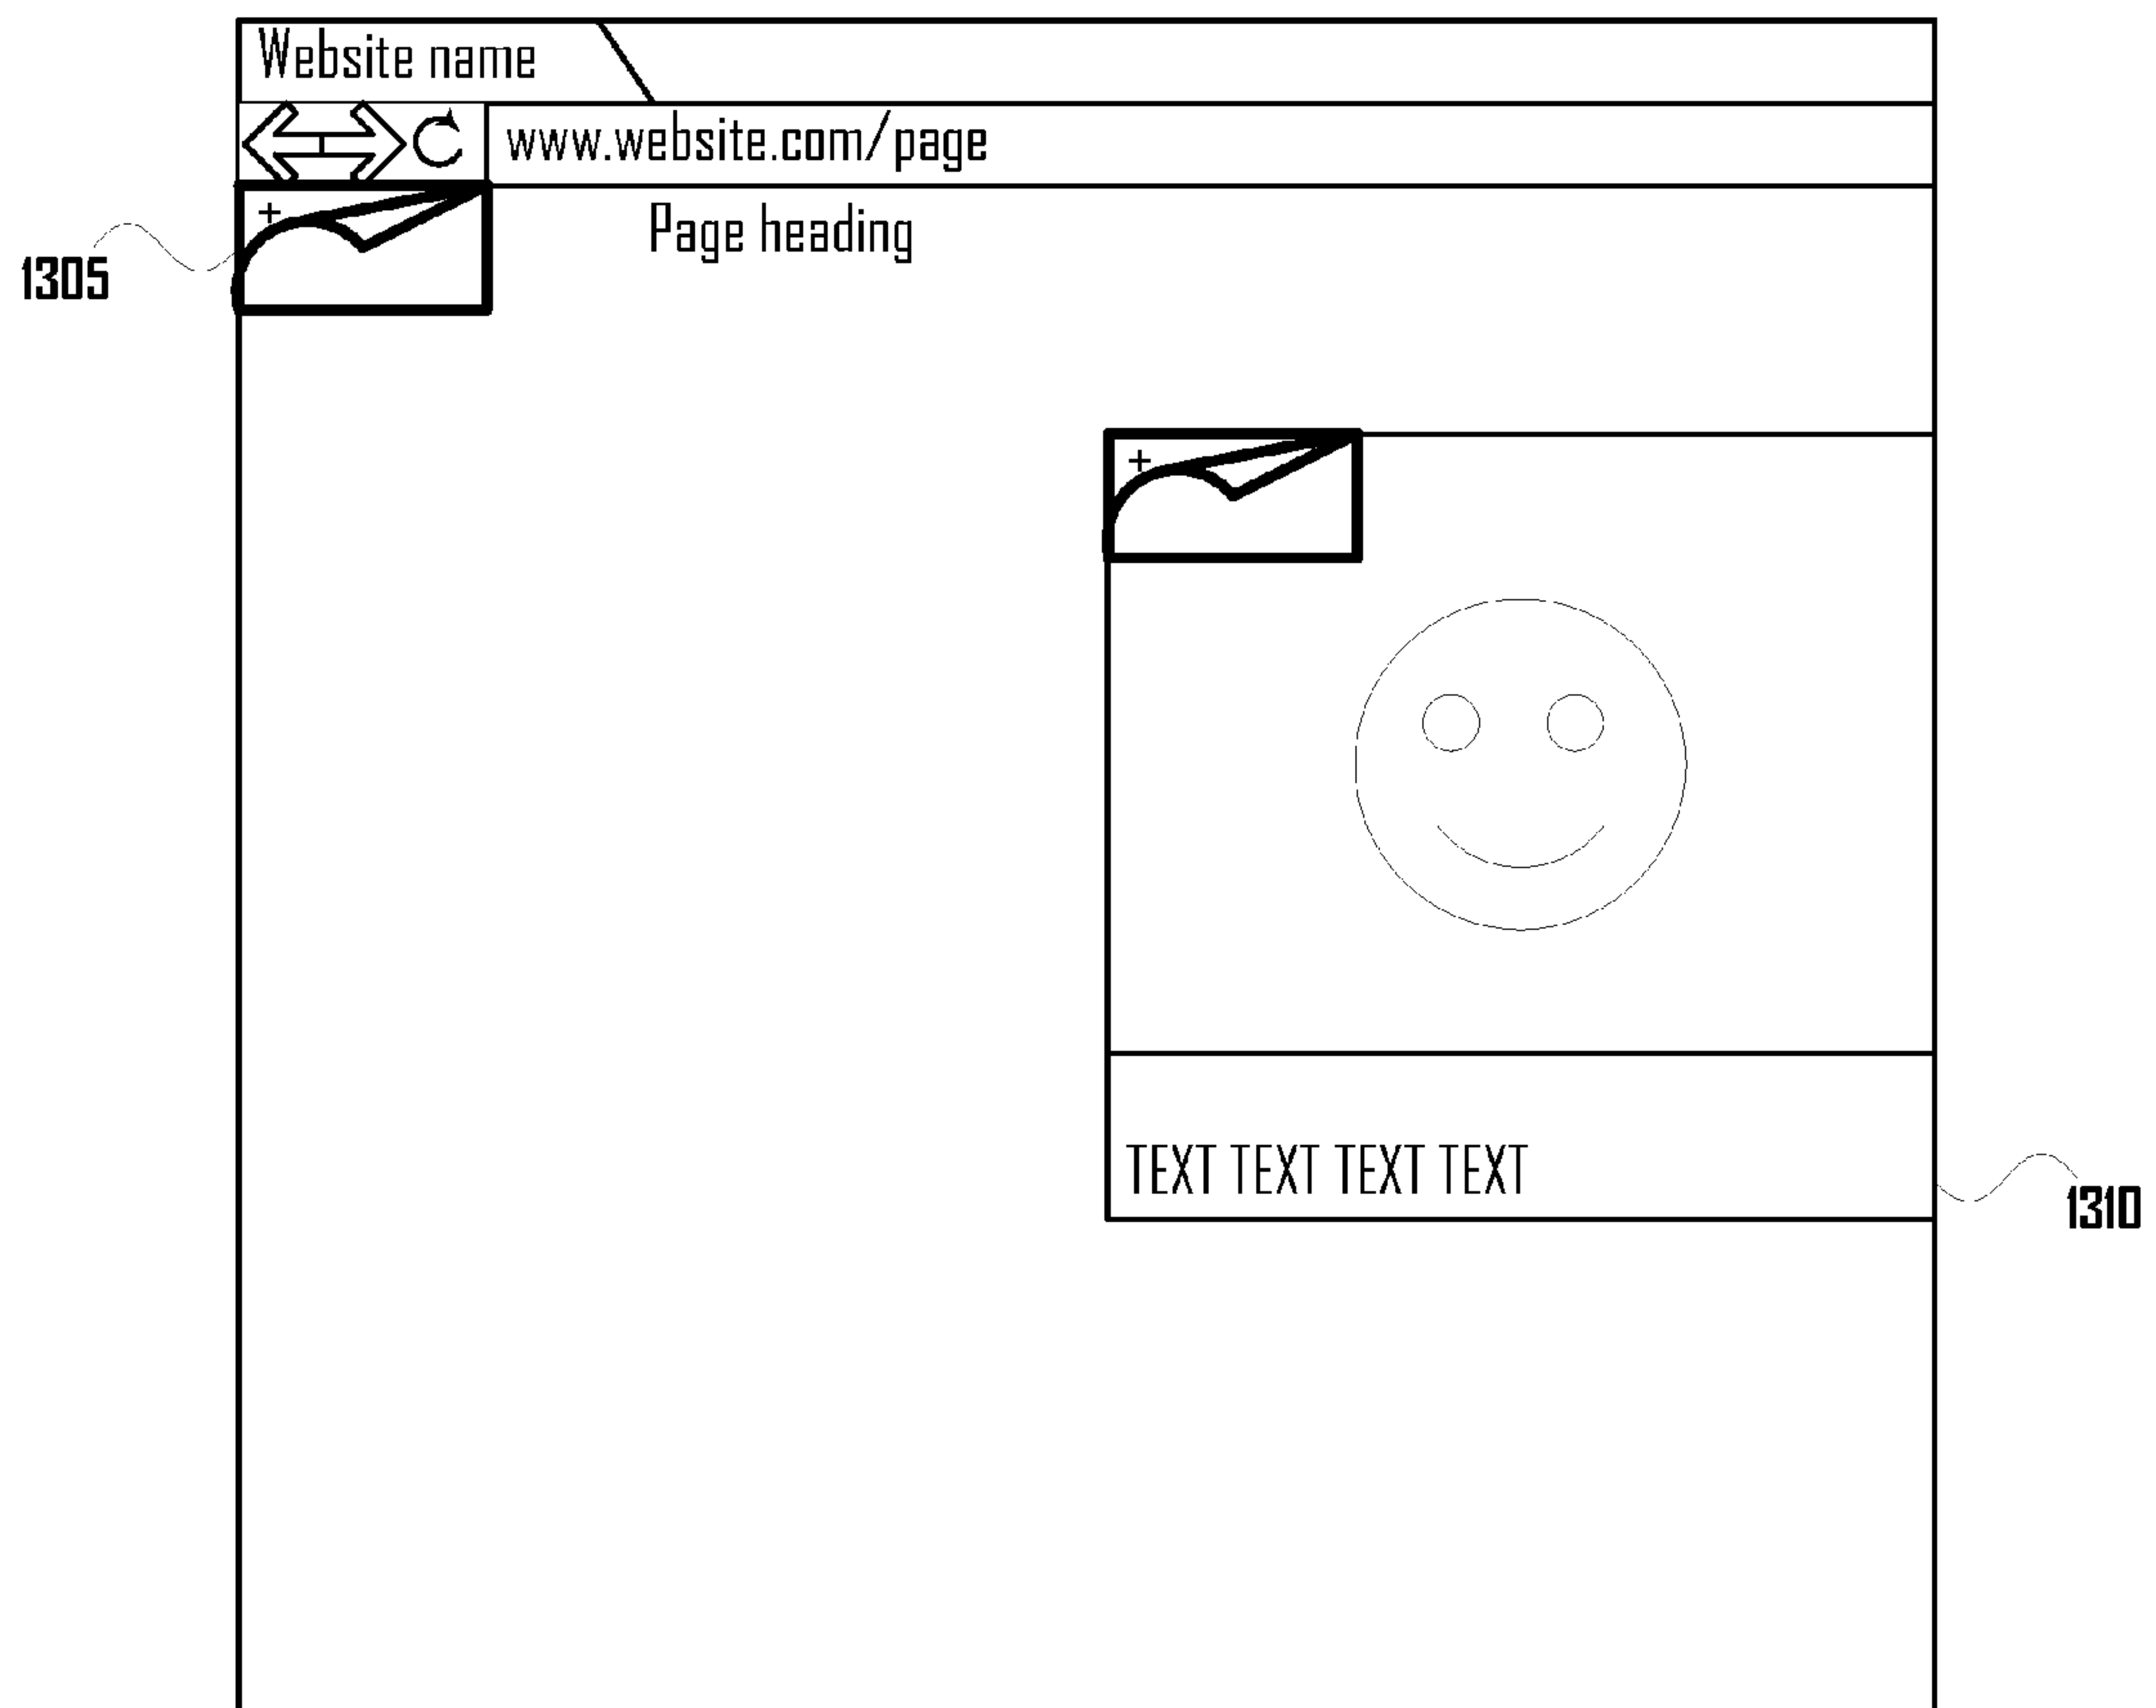 Website name
www.website.com/page
+
Page heading
1305
+
TEXT TEXT TEXT TEXT
1310